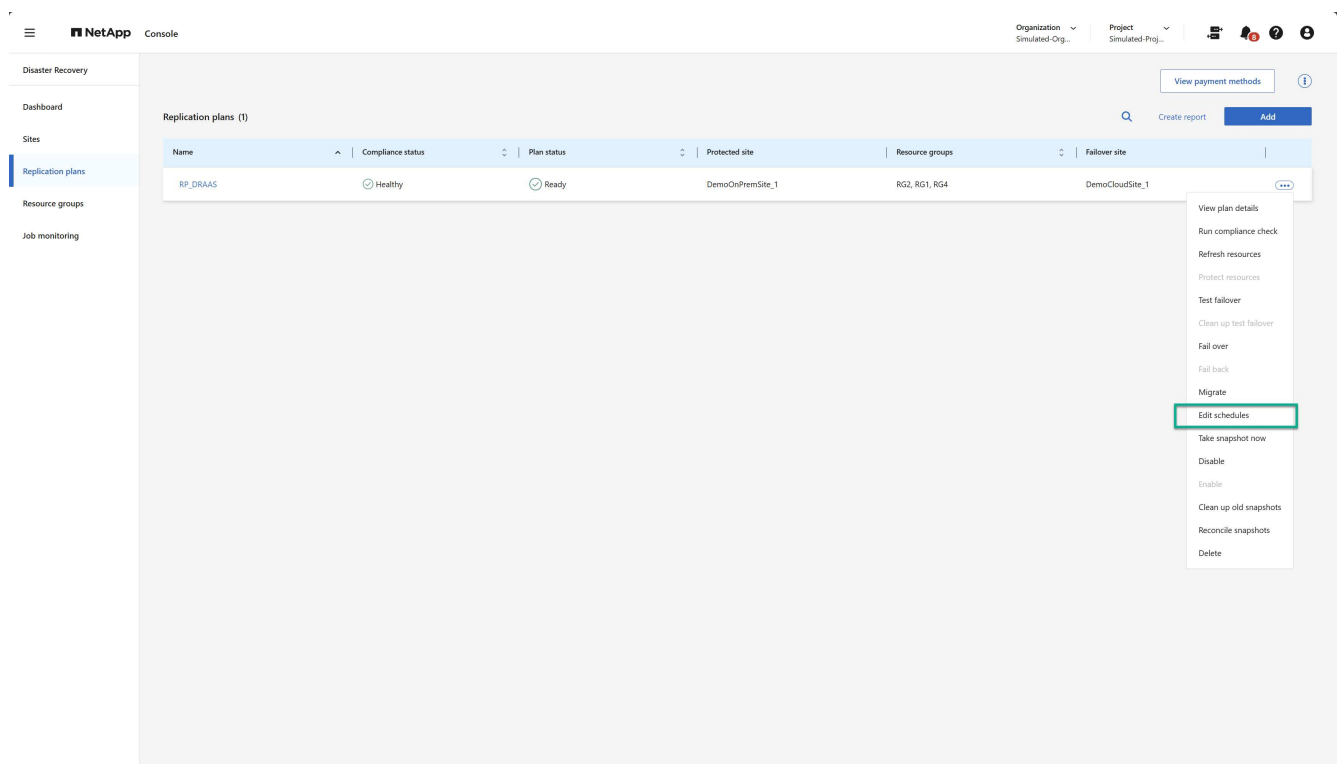 NetApp Console
Organization
Simulated-Org...
Project
Simulated-Proj...
8
Disaster Recovery
Dashboard
Sites
Replication plans
Resource groups
Job monitoring
View payment methods
Replication plans (1)
Create report
Add
Name Compliance status Plan status Protected site Resource groups Failover site
RP_DRAAS Healthy Ready DemoOnPremSite_1 RG2, RG1, RG4 DemoCloudSite_1
View plan details
Run compliance check
Refresh resources
Protect resources
Test failover
Clean up test failover
Fail over
Fail back
Migrate
Edit schedules
Take snapshot now
Disable
Enable
Clean up old snapshots
Reconcile snapshots
Delete